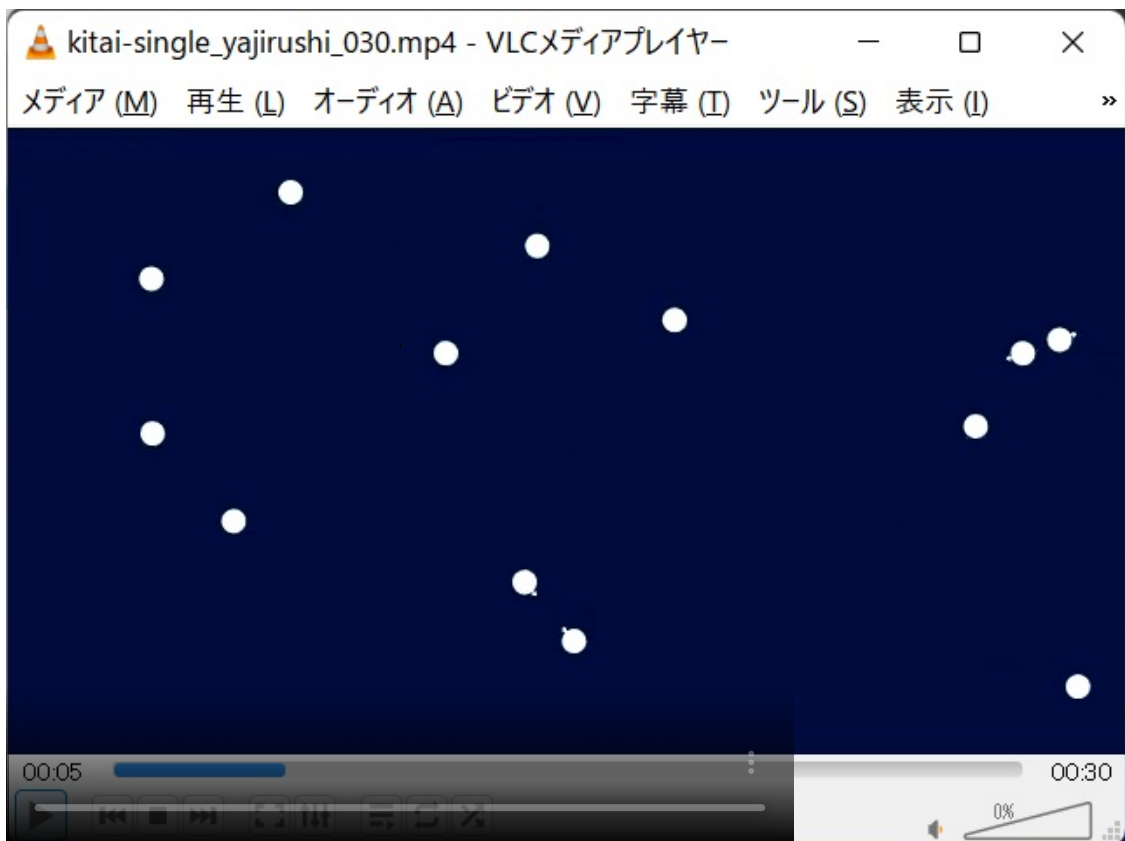 kitai-single_yajirushi_030.mp4 - VLCメディアプレイヤー
メディア (M) 再生 (L) オーディオ (A) ビデオ (V) 字幕 (T) ツール (S) 表示 (I) »
00:05 00:30
0%